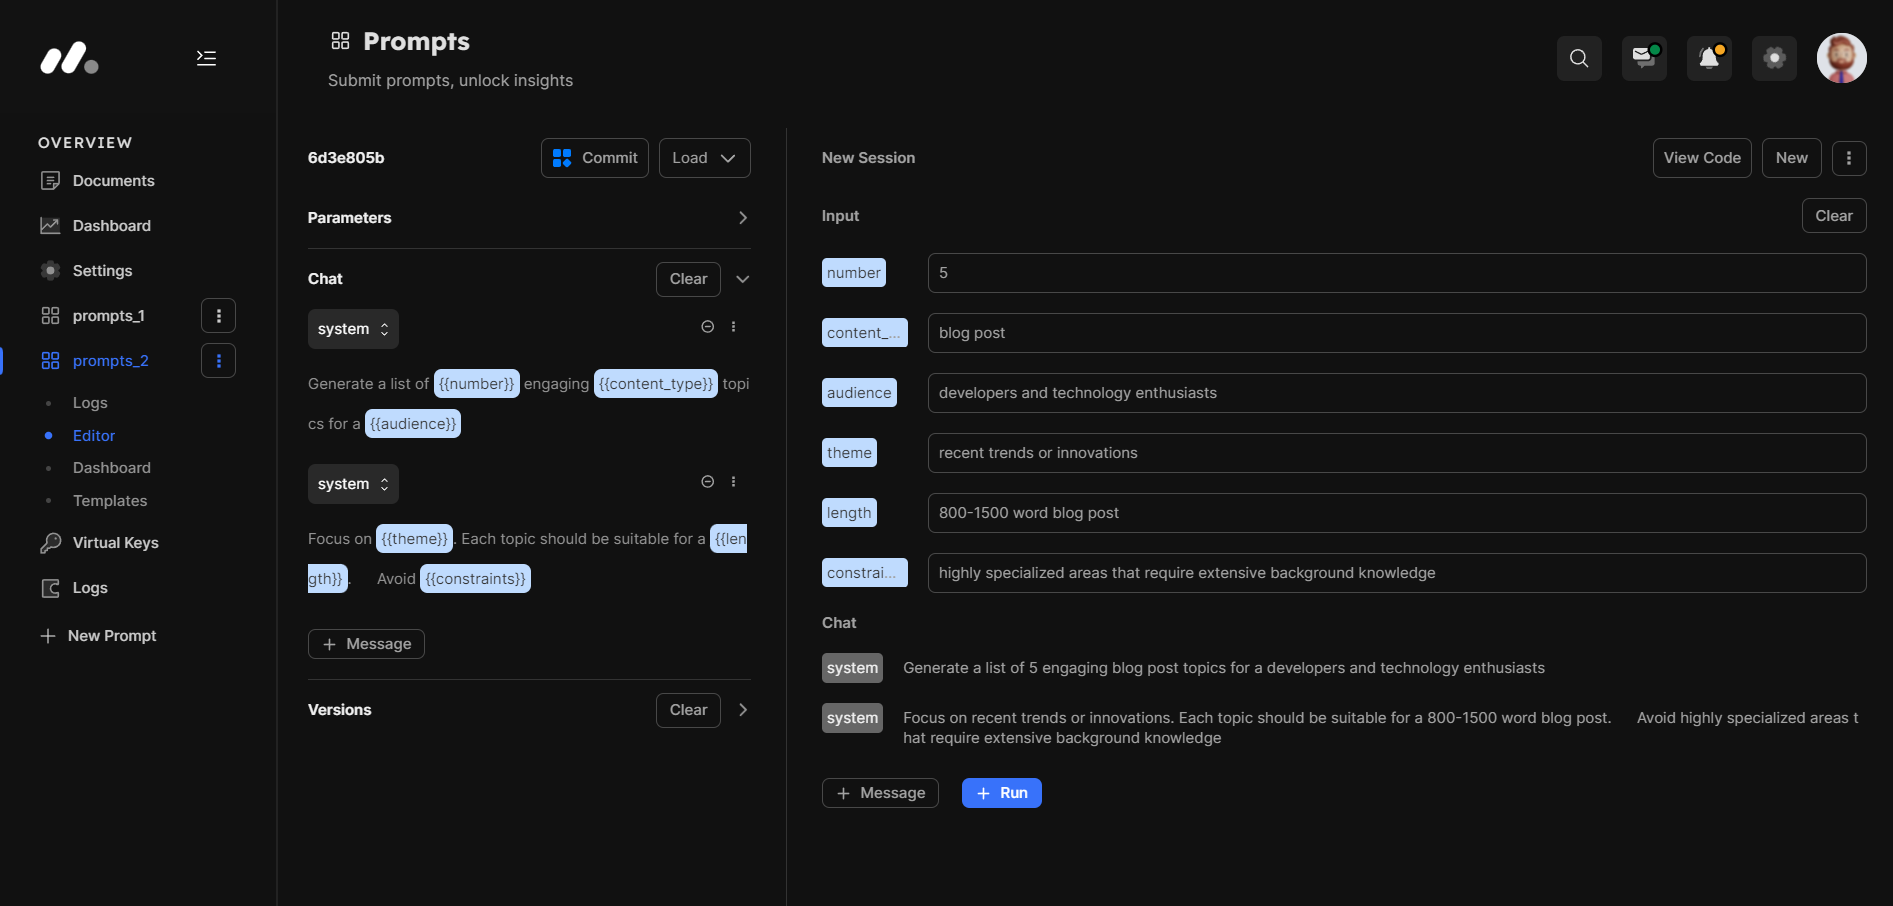 Prompts
Submit prompts, unlock insights
OVERVIEW
Documents
Dashboard
Settings
prompts_1
prompts_2
Logs
Editor
Dashboard
Templates
Virtual Keys
Logs
New Prompt
6d3e805b
Commit
Load
Parameters
Chat
Clear
system
Generate a list of {{number}} engaging {{content_type}} topi
cs for a {{audience}}
system
Focus on {{theme}}. Each topic should be suitable for a {{len
gth}}. Avoid {{constraints}}
Message
Versions
Clear
New Session
View Code
New
Input
Clear
number
5
content_...
blog post
audience
developers and technology enthusiasts
theme
recent trends or innovations
length
800-1500 word blog post
constrai...
highly specialized areas that require extensive background knowledge
Chat
system
Generate a list of 5 engaging blog post topics for a developers and technology enthusiasts
system
Focus on recent trends or innovations. Each topic should be suitable for a 800-1500 word blog post. Avoid highly specialized areas t
hat require extensive background knowledge
Message
Run